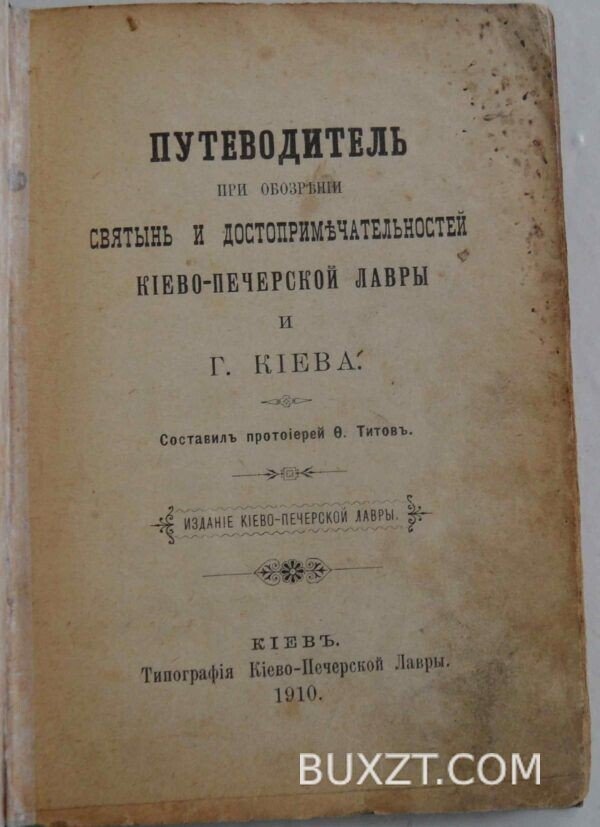 ПУТЕВОДИТЕЛЬ
ПРИ ОБОЗРѢНІИ
СВЯТЫНЬ И ДОСТОПРИМѢЧАТЕЛЬНОСТЕЙ
КІЕВО-ПЕЧЕРСКОЙ ЛАВРЫ
И
Г. КІЕВА.
Составилъ протоіерей Ѳ. Титовъ.
ИЗДАНІЕ КІЕВО-ПЕЧЕРСКОЙ ЛАВРЫ.
КІЕВЪ.
Типографія Кіево-Печерской Лавры.
1910.
BUXZT.COM